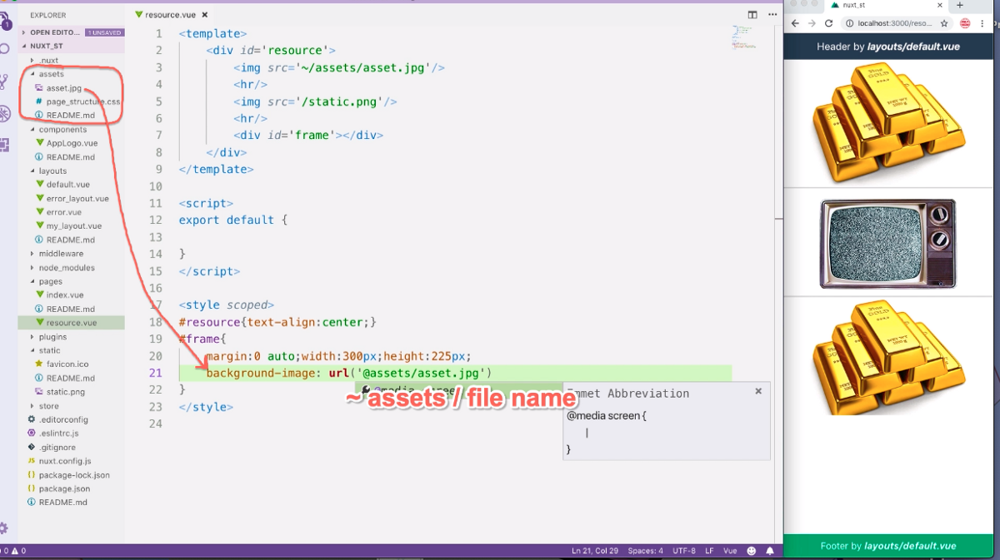 EXPLORER
OPEN EDITO...
1 UNSAVED
NUXT_ST
.nuxt
assets
asset.jpg
page_structure.css
README.md
components
AppLogo.vue
README.md
layouts
default.vue
error_layout.vue
error.vue
my_layout.vue
README.md
middleware
node_modules
pages
index.vue
README.md
resource.vue
plugins
static
favicon.ico
README.md
static.png
store
.editorconfig
.eslintrc.js
.gitignore
nuxt.config.js
package-lock.json
package.json
README.md
resource.vue
1 <template>
2 <div id='resource'>
3 <img src='~/assets/asset.jpg'/>
4 <hr/>
5 <img src='/static.png'/>
6 <hr/>
7 <div id='frame'></div>
8 </div>
9 </template>
10
11 <script>
12 export default {
13
14 }
15 </script>
16
17 <style scoped>
18 #resource{text-align:center;}
19 #frame{
20 margin:0 auto;width:300px;height:225px;
21 background-image: url('@assets/asset.jpg')
22 }
23 </style>
24
~ assets / file name
Emmet Abbreviation
@media screen {
|
}
0 0
Ln 21, Col 29 Spaces: 4 UTF-8 LF Vue
nuxt_st
localhost:3000/reso...
Header by layouts/default.vue
GOLD
GOLD
Footer by layouts/default.vue